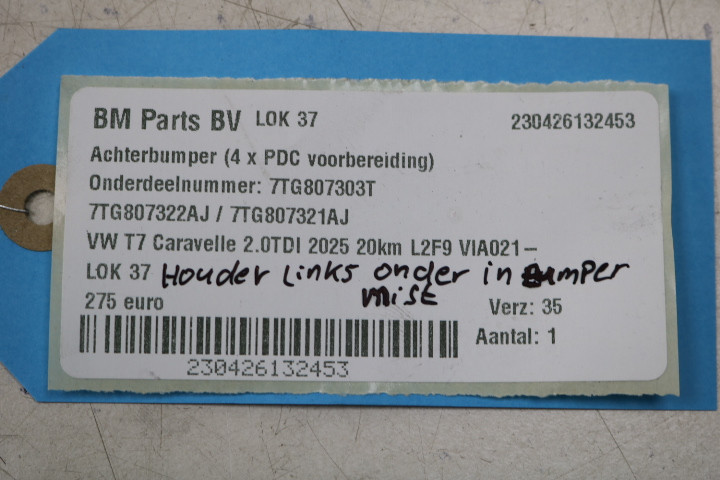 BM Parts BV LOK 37 230426132453
Achterbumper (4 x PDC voorbereiding)
Onderdeelnummer: 7TG807303T
7TG807322AJ / 7TG807321AJ
VW T7 Caravelle 2.0TDI 2025 20km L2F9 VIA021-
LOK 37 Houder Links onder in Bumper
mist
275 euro Verz: 35
Aantal: 1
230426132453